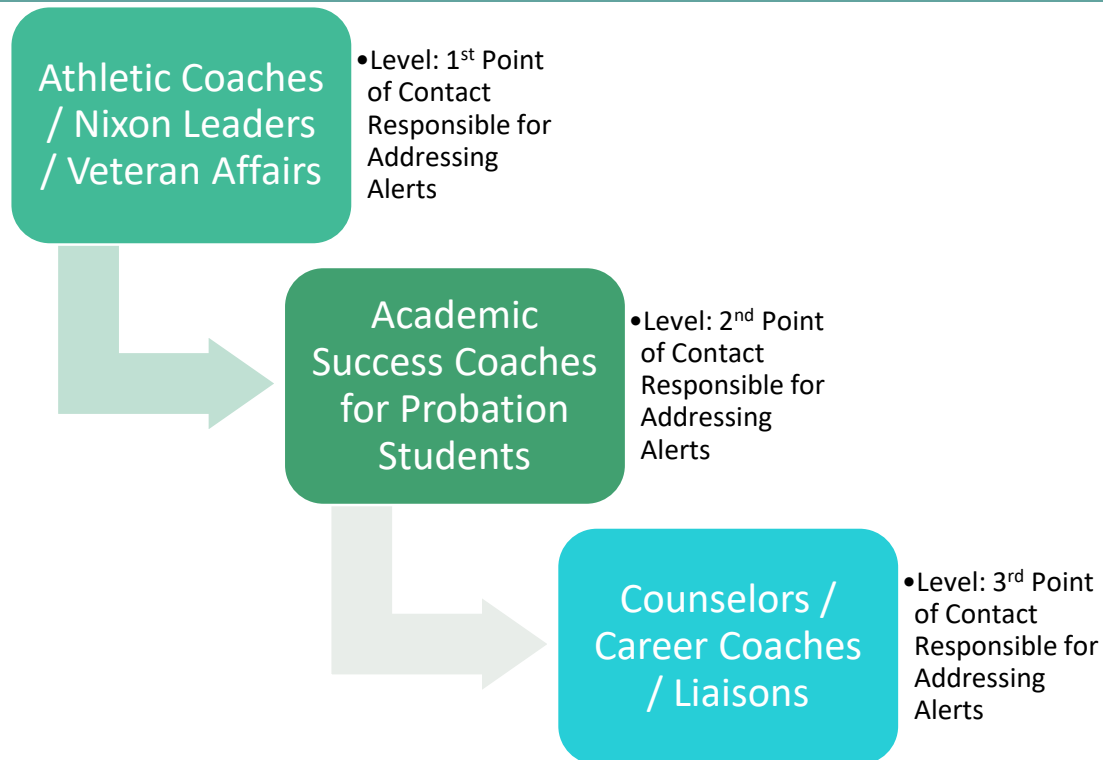 Athletic Coaches
/ Nixon Leaders
/ Veteran Affairs
•Level: 1st Point
of Contact
Responsible for
Addressing
Alerts
Academic
Success Coaches
for Probation
Students
•Level: 2nd Point
of Contact
Responsible for
Addressing
Alerts
Counselors /
Career Coaches
/ Liaisons
•Level: 3rd Point
of Contact
Responsible for
Addressing
Alerts